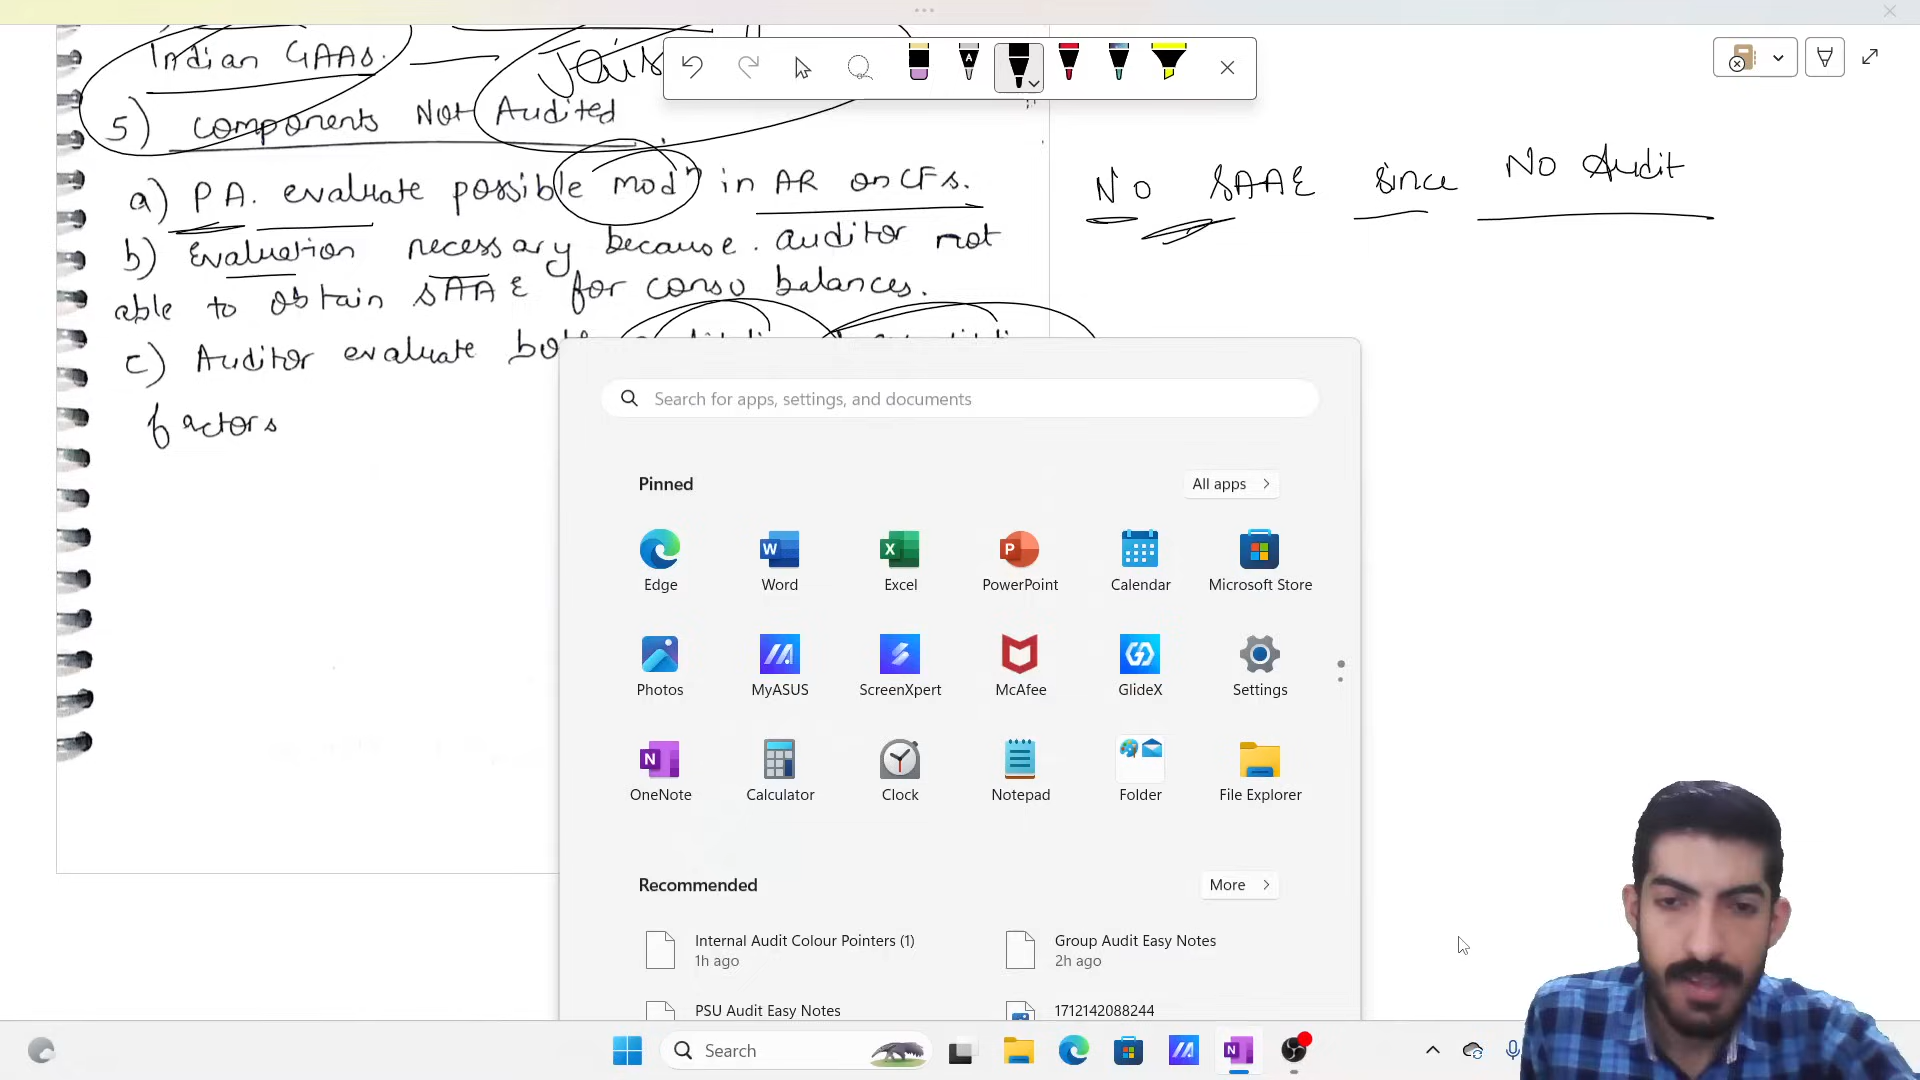 Indian GAAS.
5) components Not Audited
a) P.A. evaluate possible modⁿ in AR on CFs.
b) Evaluation necessary because. auditor not
able to obtain SAAE for conso balances.
c) Auditor evaluate both
factors
No SAAE since No Audit
Search for apps, settings, and documents
Pinned
All apps
Edge
Word
Excel
PowerPoint
Calendar
Microsoft Store
Photos
MyASUS
ScreenXpert
McAfee
GlideX
Settings
OneNote
Calculator
Clock
Notepad
Folder
File Explorer
Recommended
More
Internal Audit Colour Pointers (1)
1h ago
Group Audit Easy Notes
2h ago
PSU Audit Easy Notes
1712142088244
Search